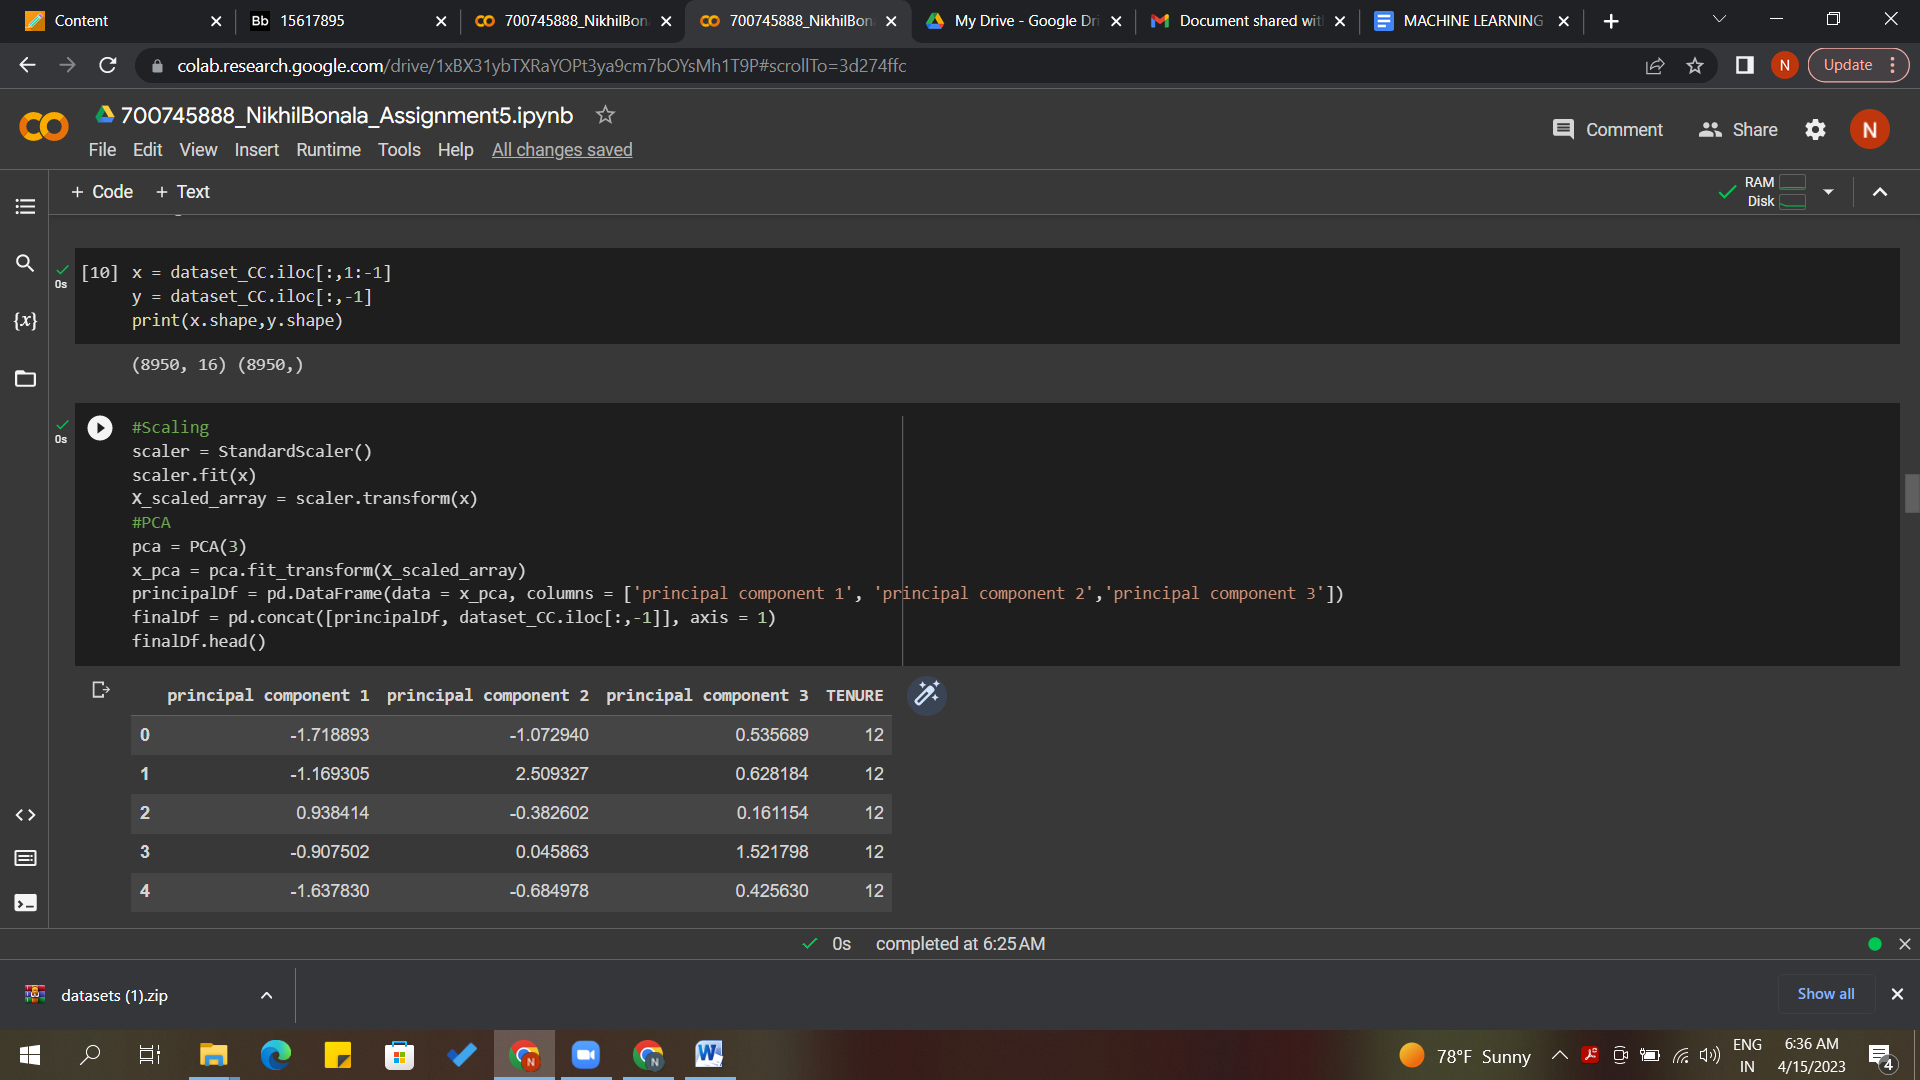 Content
Bb 15617895
700745888_NikhilBon
700745888_NikhilBon
My Drive - Google Dri
Document shared wit
MACHINE LEARNING
colab.research.google.com/drive/1xBX31ybTXRaYOPt3ya9cm7bOYsMh1T9P#scrollTo=3d274ffc
N
Update
700745888_NikhilBonala_Assignment5.ipynb
Comment
Share
N
File Edit View Insert Runtime Tools Help All changes saved
+ Code + Text
RAM
Disk
{x}
0s
[10] x = dataset_CC.iloc[:,1:-1]
y = dataset_CC.iloc[:,-1]
print(x.shape,y.shape)
(8950, 16) (8950,)
0s
#Scaling
scaler = StandardScaler()
scaler.fit(x)
X_scaled_array = scaler.transform(x)
#PCA
pca = PCA(3)
x_pca = pca.fit_transform(X_scaled_array)
principalDf = pd.DataFrame(data = x_pca, columns = ['principal component 1', 'principal component 2','principal component 3'])
finalDf = pd.concat([principalDf, dataset_CC.iloc[:,-1]], axis = 1)
finalDf.head()
principal component 1 principal component 2 principal component 3 TENURE
0 -1.718893 -1.072940 0.535689 12
1 -1.169305 2.509327 0.628184 12
2 0.938414 -0.382602 0.161154 12
3 -0.907502 0.045863 1.521798 12
4 -1.637830 -0.684978 0.425630 12
0s completed at 6:25 AM
datasets (1).zip
Show all
78°F Sunny
ENG
IN
6:36 AM
4/15/2023
4